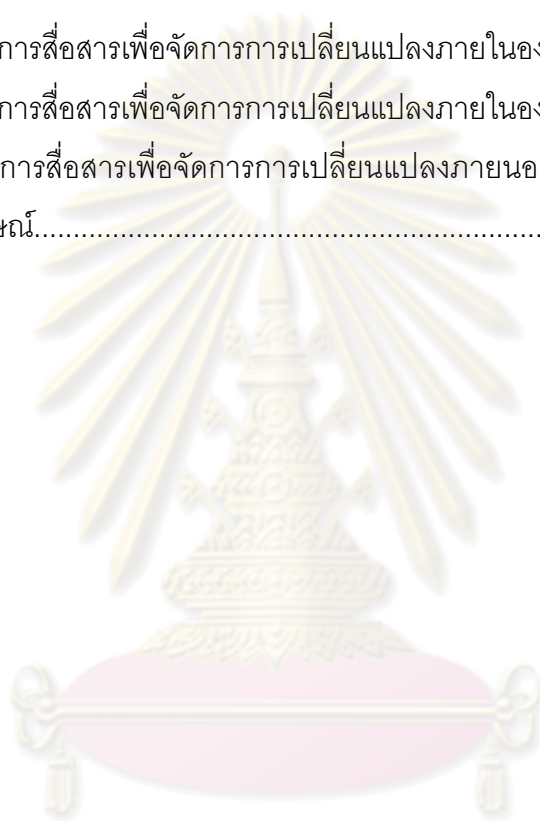 การสื่อสารเพื่อจัดการการเปลี่ยนแปลงภายในอง
การสื่อสารเพื่อจัดการการเปลี่ยนแปลงภายในอง
การสื่อสารเพื่อจัดการการเปลี่ยนแปลงภายนอ
ษณ์....................................................................